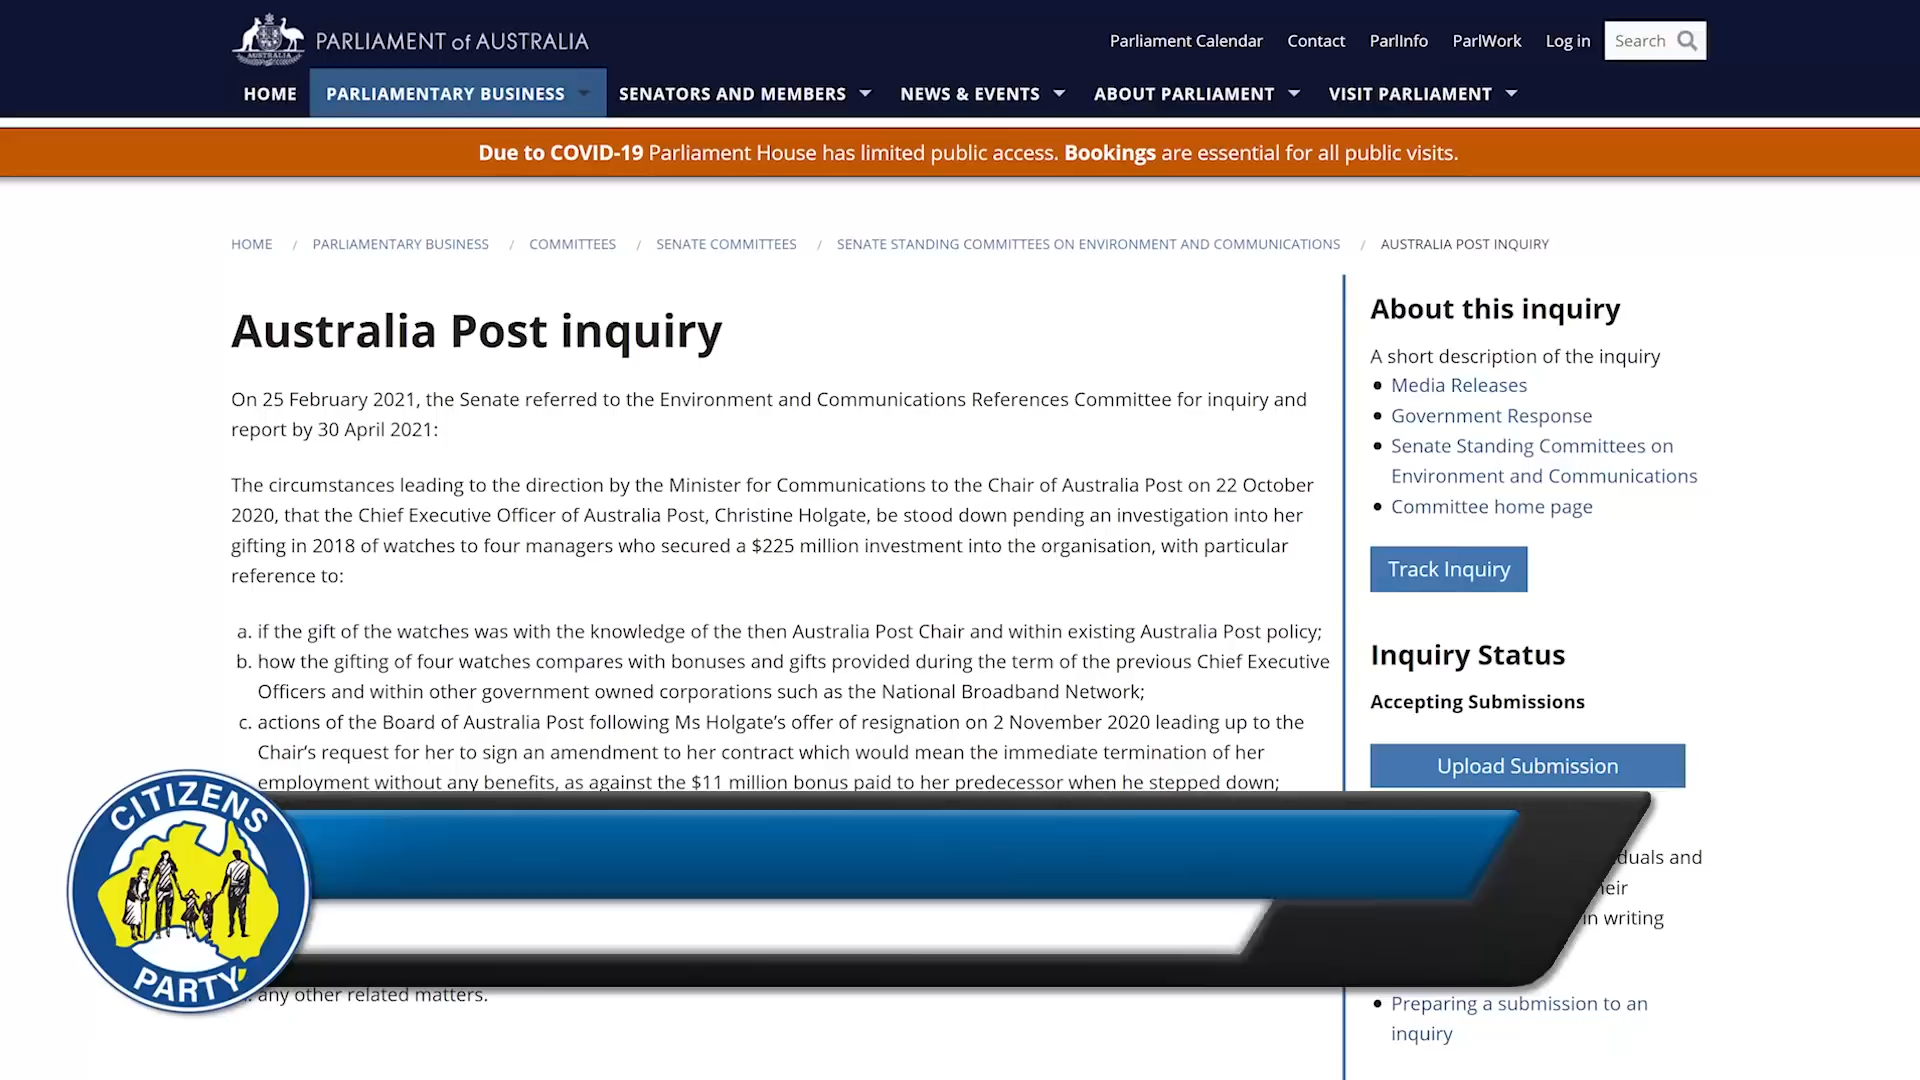 PARLIAMENT of AUSTRALIA
Parliament Calendar Contact ParlInfo ParlWork Log in Search
HOME PARLIAMENTARY BUSINESS SENATORS AND MEMBERS NEWS & EVENTS ABOUT PARLIAMENT VISIT PARLIAMENT
Due to COVID-19 Parliament House has limited public access. Bookings are essential for all public visits.
HOME / PARLIAMENTARY BUSINESS / COMMITTEES / SENATE COMMITTEES / SENATE STANDING COMMITTEES ON ENVIRONMENT AND COMMUNICATIONS / AUSTRALIA POST INQUIRY
Australia Post inquiry
On 25 February 2021, the Senate referred to the Environment and Communications References Committee for inquiry and
report by 30 April 2021:
The circumstances leading to the direction by the Minister for Communications to the Chair of Australia Post on 22 October
2020, that the Chief Executive Officer of Australia Post, Christine Holgate, be stood down pending an investigation into her
gifting in 2018 of watches to four managers who secured a $225 million investment into the organisation, with particular
reference to:
a. if the gift of the watches was with the knowledge of the then Australia Post Chair and within existing Australia Post policy;
b. how the gifting of four watches compares with bonuses and gifts provided during the term of the previous Chief Executive
Officers and within other government owned corporations such as the National Broadband Network;
c. actions of the Board of Australia Post following Ms Holgate's offer of resignation on 2 November 2020 leading up to the
Chair's request for her to sign an amendment to her contract which would mean the immediate termination of her
employment without any benefits, as against the $11 million bonus paid to her predecessor when he stepped down;
any other related matters.
About this inquiry
A short description of the inquiry
• Media Releases
• Government Response
• Senate Standing Committees on
Environment and Communications
• Committee home page
Track Inquiry
Inquiry Status
Accepting Submissions
Upload Submission
and
in writing
• Preparing a submission to an
inquiry
CITIZENS
PARTY